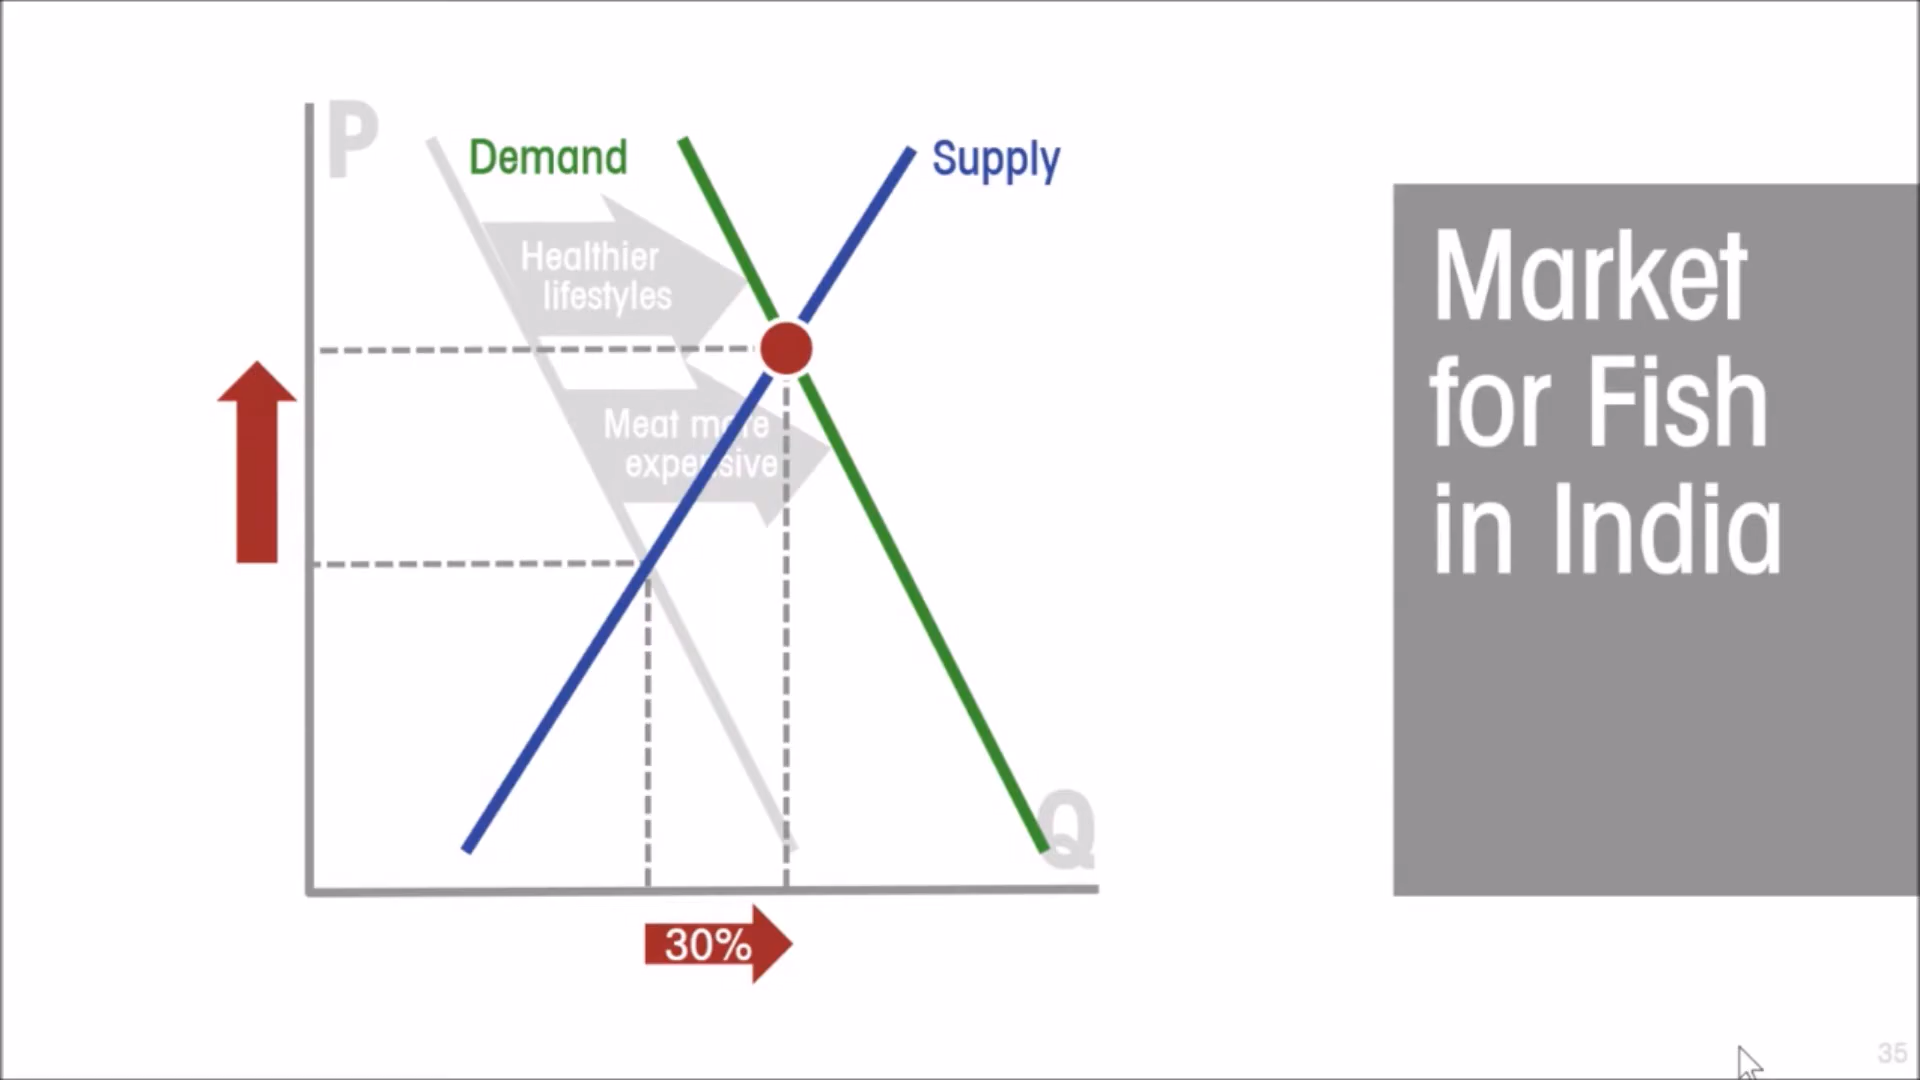 P
Demand
Supply
Healthier
lifestyles
Meat more
expensive
Q
30%
Market
for Fish
in India
35